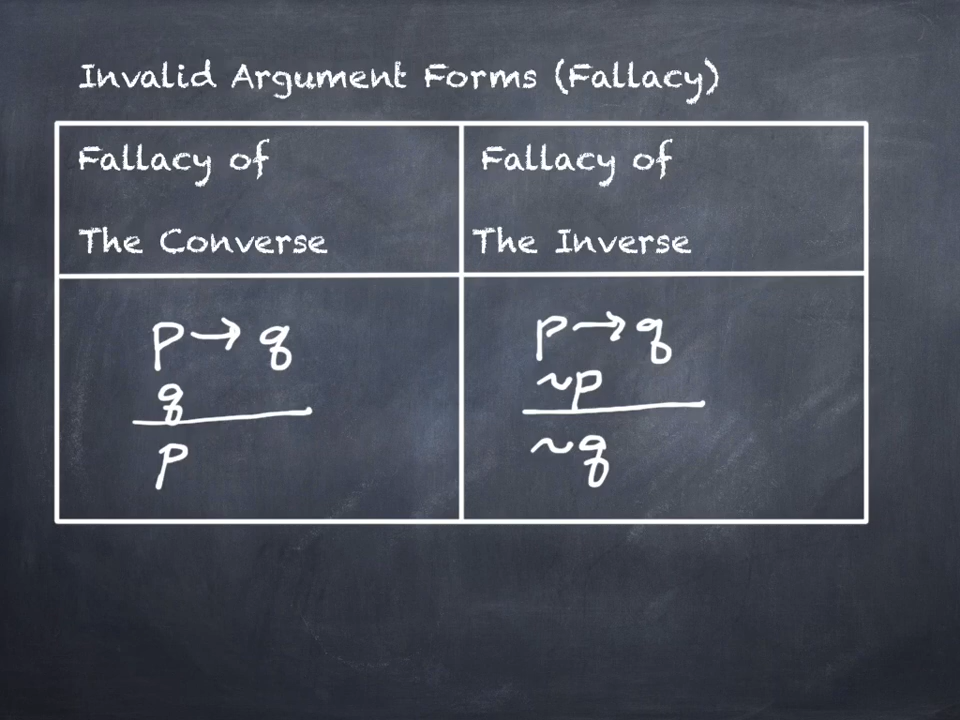 Invalid Argument Forms (Fallacy)
Fallacy of
The Converse
p→q
q
p
Fallacy of
The Inverse
p→q
~p
~q